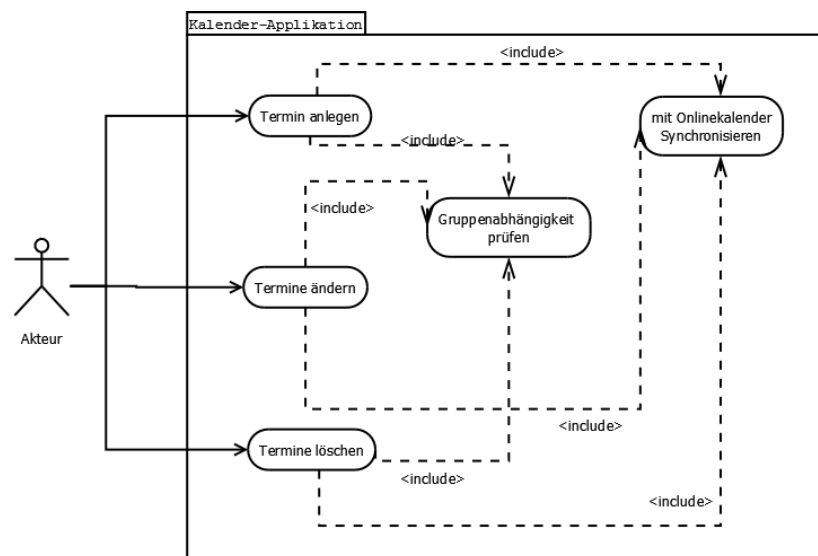 Kalender-Applikation
<include>
Termin anlegen
mit Onlinekalender
Synchronisieren
<include>
<include>
Gruppenabhängigkeit
prüfen
Termine ändern
Akteur
<include>
Termine löschen
<include>
<include>